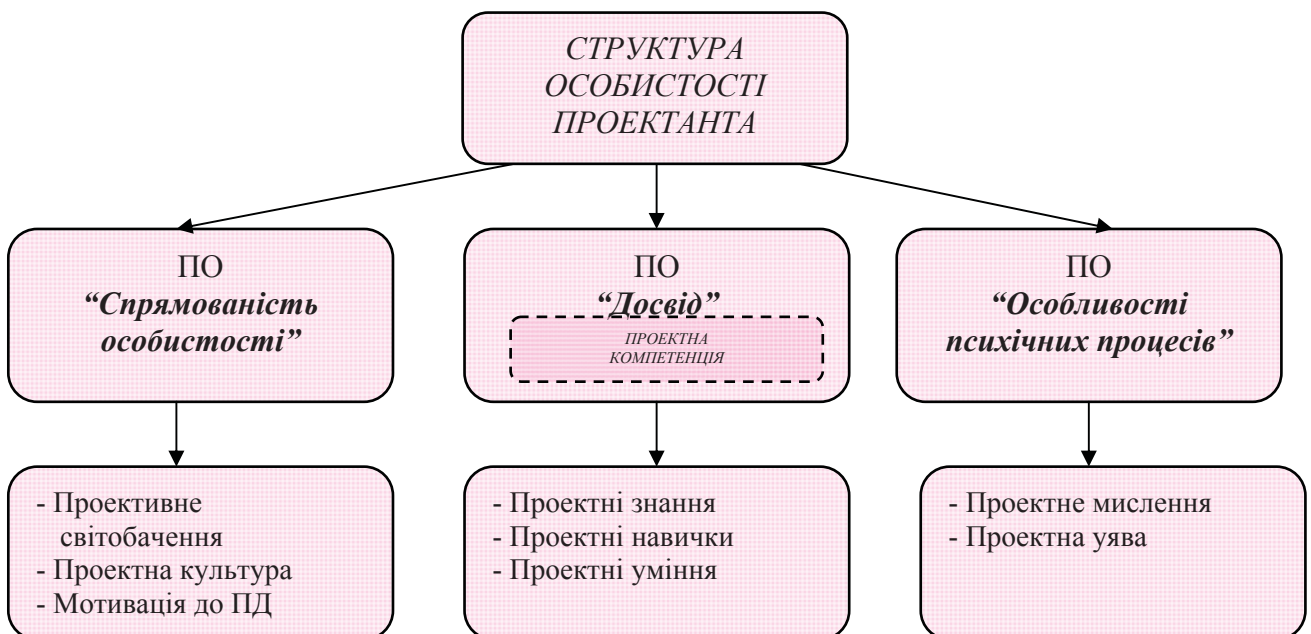 СТРУКТУРА
ОСОБИСТОСТІ
ПРОЕКТАНТА
ПО
“Спрямованість
особистості”
ПО
“Досвід”
ПРОЕКТНА
КОМПЕТЕНЦІЯ
ПО
“Особливості
психічних процесів”
- Проективне
світобачення
- Проектна культура
- Мотивація до ПД
- Проектні знання
- Проектні навички
- Проектні уміння
- Проектне мислення
- Проектна уява